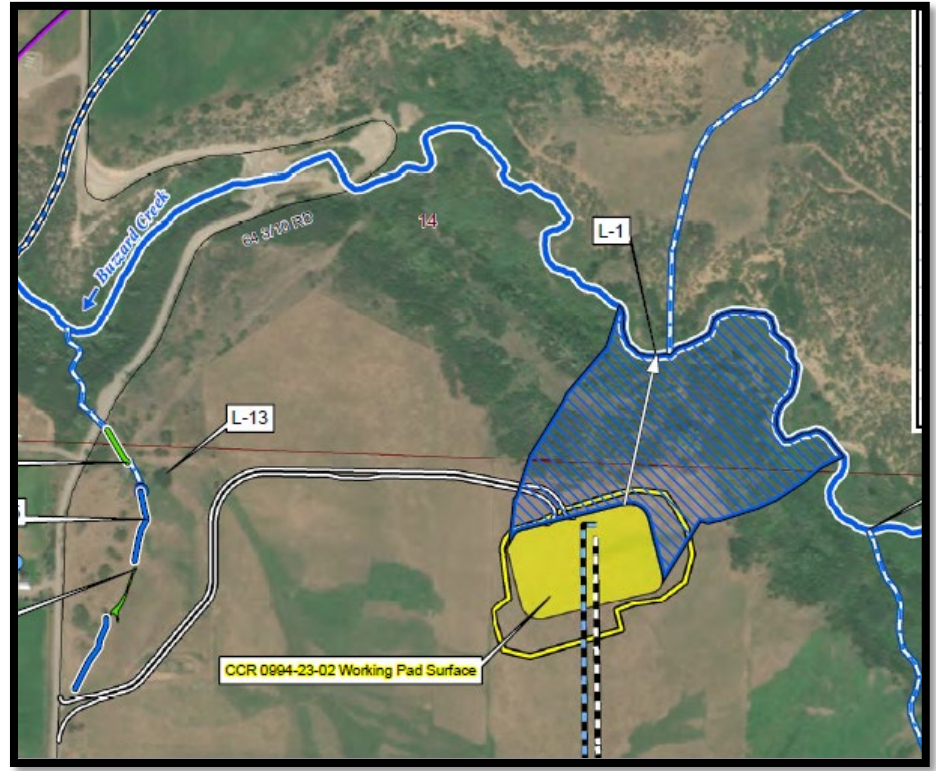 14
64 3/10 RD
Buzzard Creek
L-1
L-13
CCR 0994-23-02 Working Pad Surface